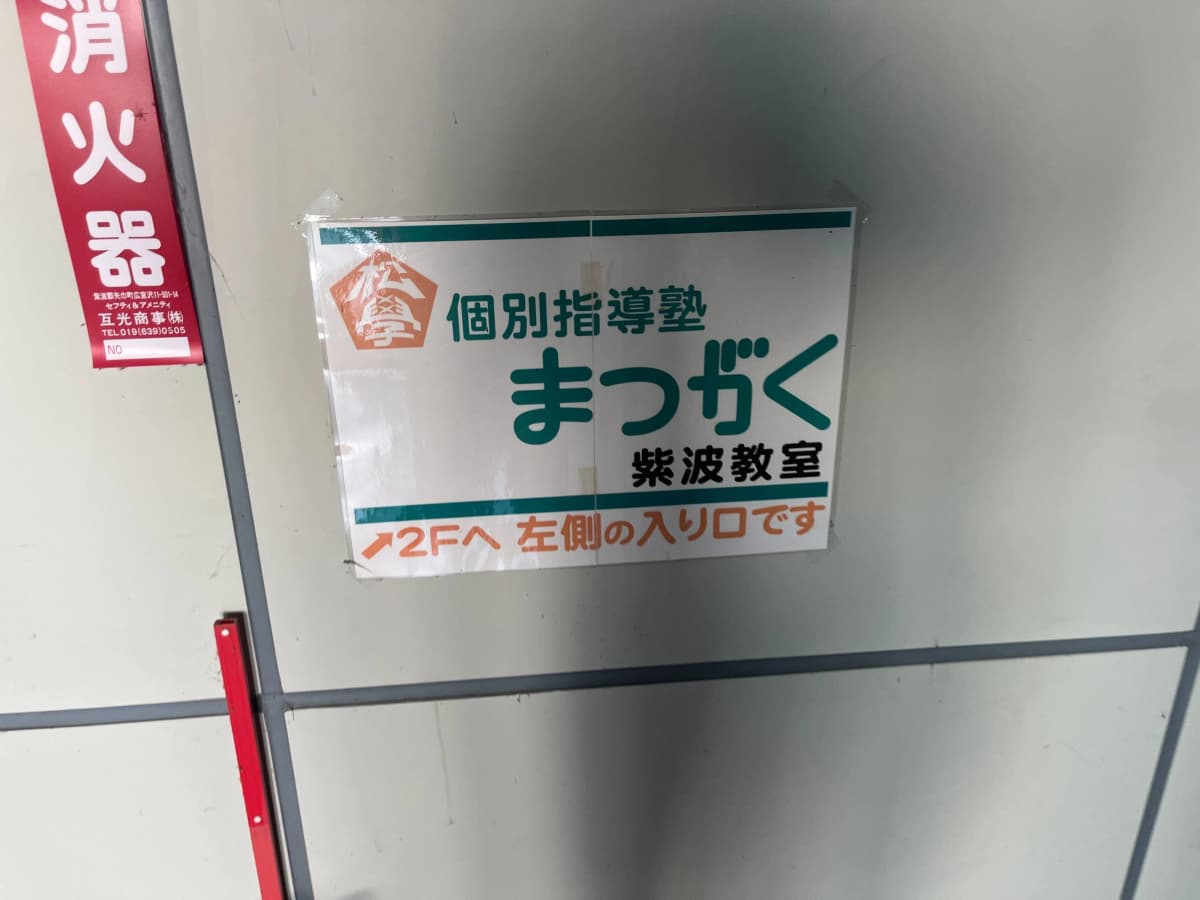 消火器
紫波郡矢巾町広宮沢11-501-14
セフティ&アメニティ
互光商事(株)
TEL019(639)0505
NO
松學
個別指導塾
まつがく
紫波教室
↗2Fへ 左側の入り口です